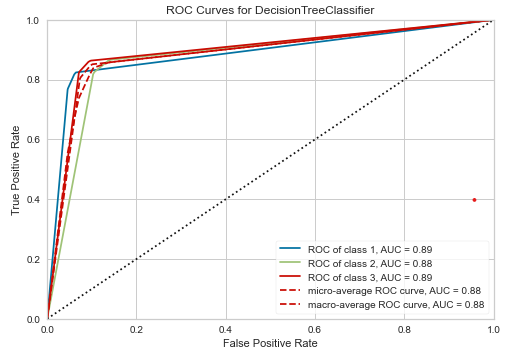 ROC Curves for DecisionTreeClassifier
True Positive Rate
1.0
0.8
0.6
0.4
0.2
0.0
ROC of class 1, AUC = 0.89
ROC of class 2, AUC = 0.88
ROC of class 3, AUC = 0.89
micro-average ROC curve, AUC = 0.88
macro-average ROC curve, AUC = 0.88
0.0 0.2 0.4 0.6 0.8 1.0
False Positive Rate